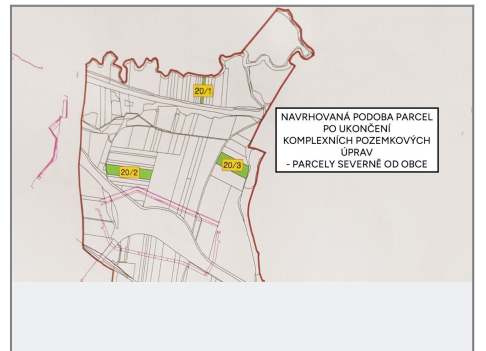 20/1
NAVRHOVANÁ PODOBA PARCEL
PO UKONČENÍ
KOMPLEXNÍCH POZEMKOVÝCH
ÚPRAV
- PARCELY SEVERNĚ OD OBCE
20/2
20/3